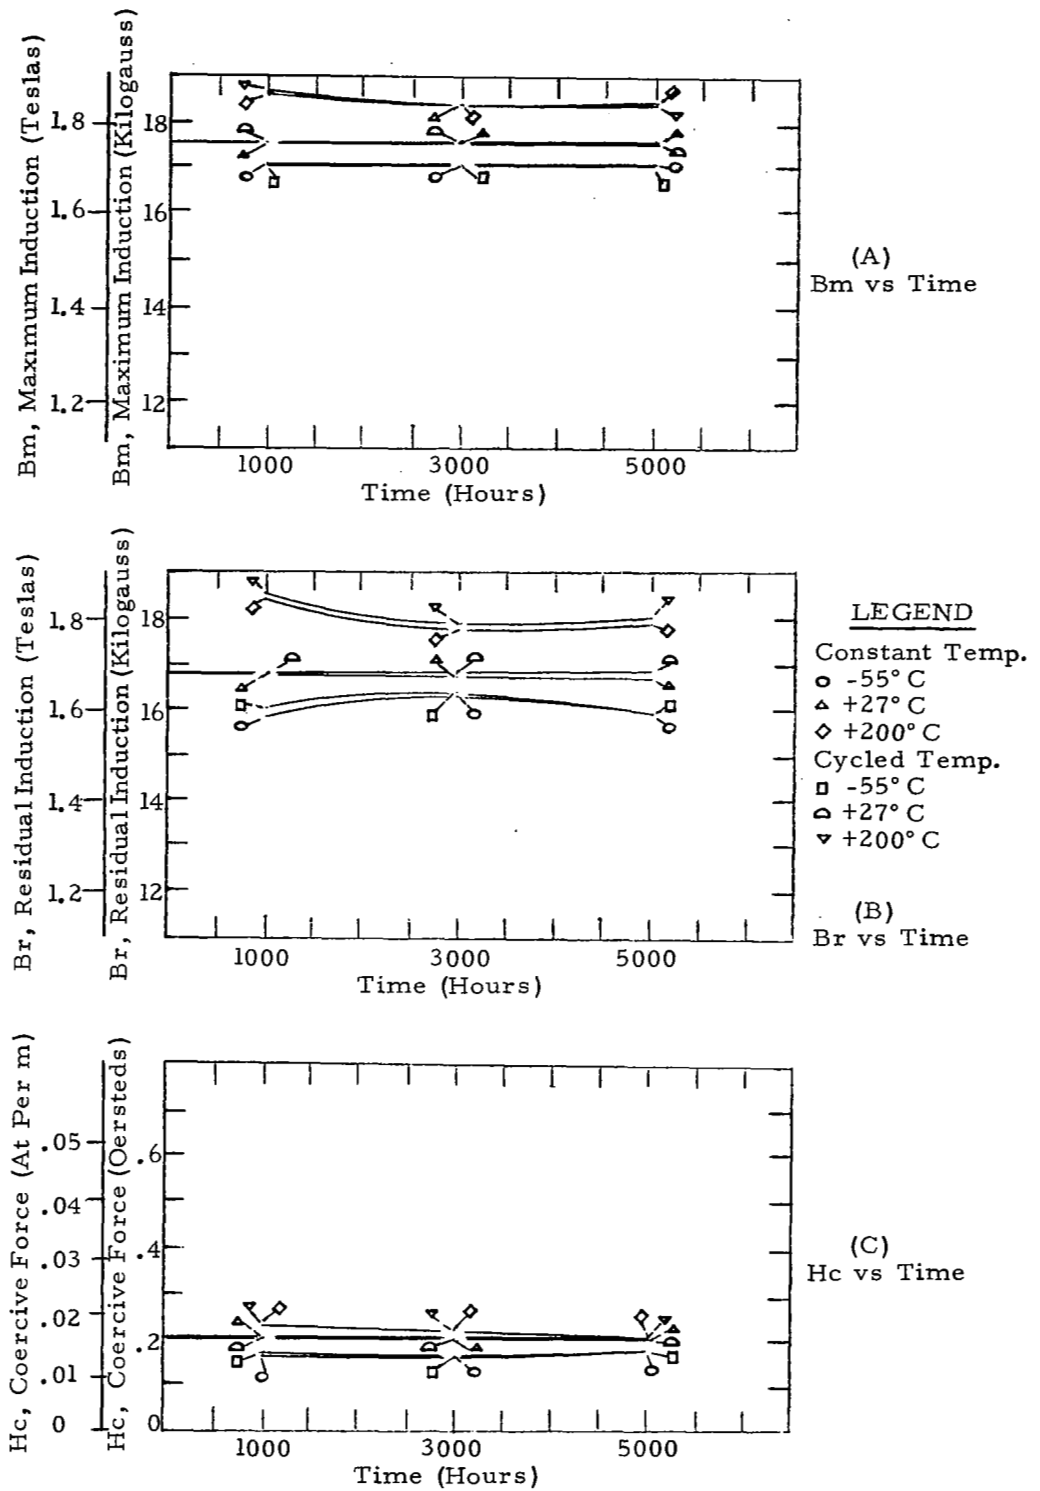 Bm, Maximum Induction (Teslas)
Bm, Maximum Induction (Kilogauss)
1.8
1.6
1.4
1.2
18
16
14
12
1000 3000 5000
Time (Hours)
(A)
Bm vs Time
Br, Residual Induction (Teslas)
Br, Residual Induction (Kilogauss)
1.8
1.6
1.4
1.2
18
16
14
12
1000 3000 5000
Time (Hours)
LEGEND
Constant Temp.
-55° C
+27° C
+200° C
Cycled Temp.
-55° C
+27° C
+200° C
(B)
Br vs Time
Hc, Coercive Force (At Per m)
Hc, Coercive Force (Oersteds)
.05
.04
.03
.02
.01
0
.6
.4
.2
0
1000 3000 5000
Time (Hours)
(C)
Hc vs Time